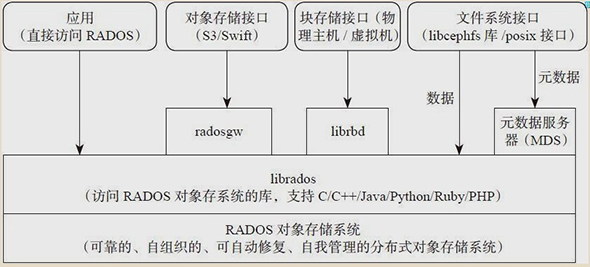 应用
（直接访问 RADOS）
对象存储接口
（S3/Swift）
块存储接口（物
理主机 / 虚拟机）
文件系统接口
（libcephfs 库 /posix 接口）
数据
元数据
radosgw
librbd
元数据服务
器（MDS）
librados
（访问 RADOS 对象存系统的库，支持 C/C++/Java/Python/Ruby/PHP）
RADOS 对象存储系统
（可靠的、自组织的、可自动修复、自我管理的分布式对象存储系统）